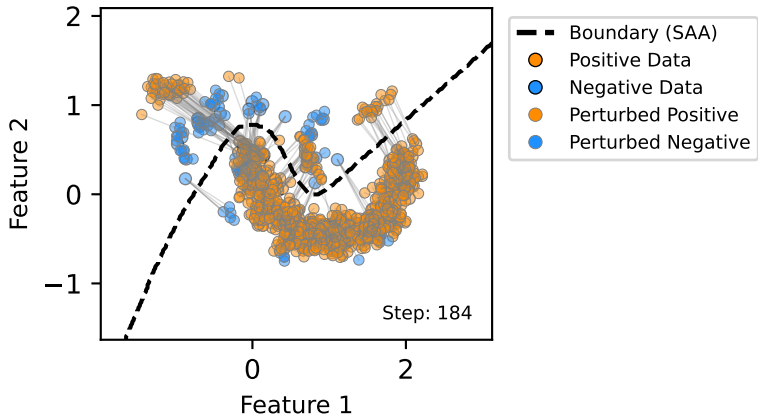 2
1
0
−1
Feature 2
0
2
Feature 1
Step: 184
Boundary (SAA)
Positive Data
Negative Data
Perturbed Positive
Perturbed Negative